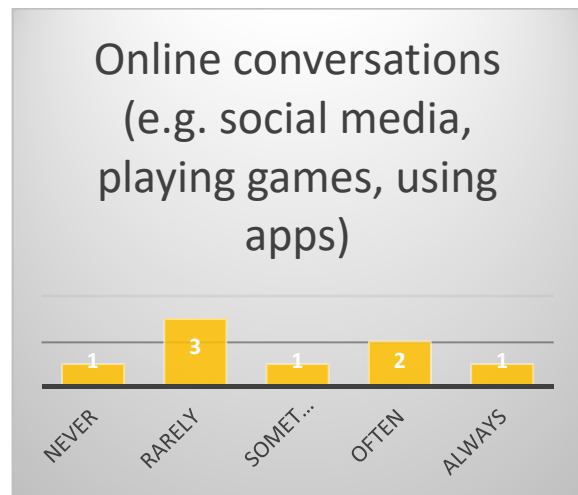 Online conversations
(e.g. social media,
playing games, using
apps)
1
3
1
2
1
NEVER
RARELY
SOMET...
OFTEN
ALWAYS